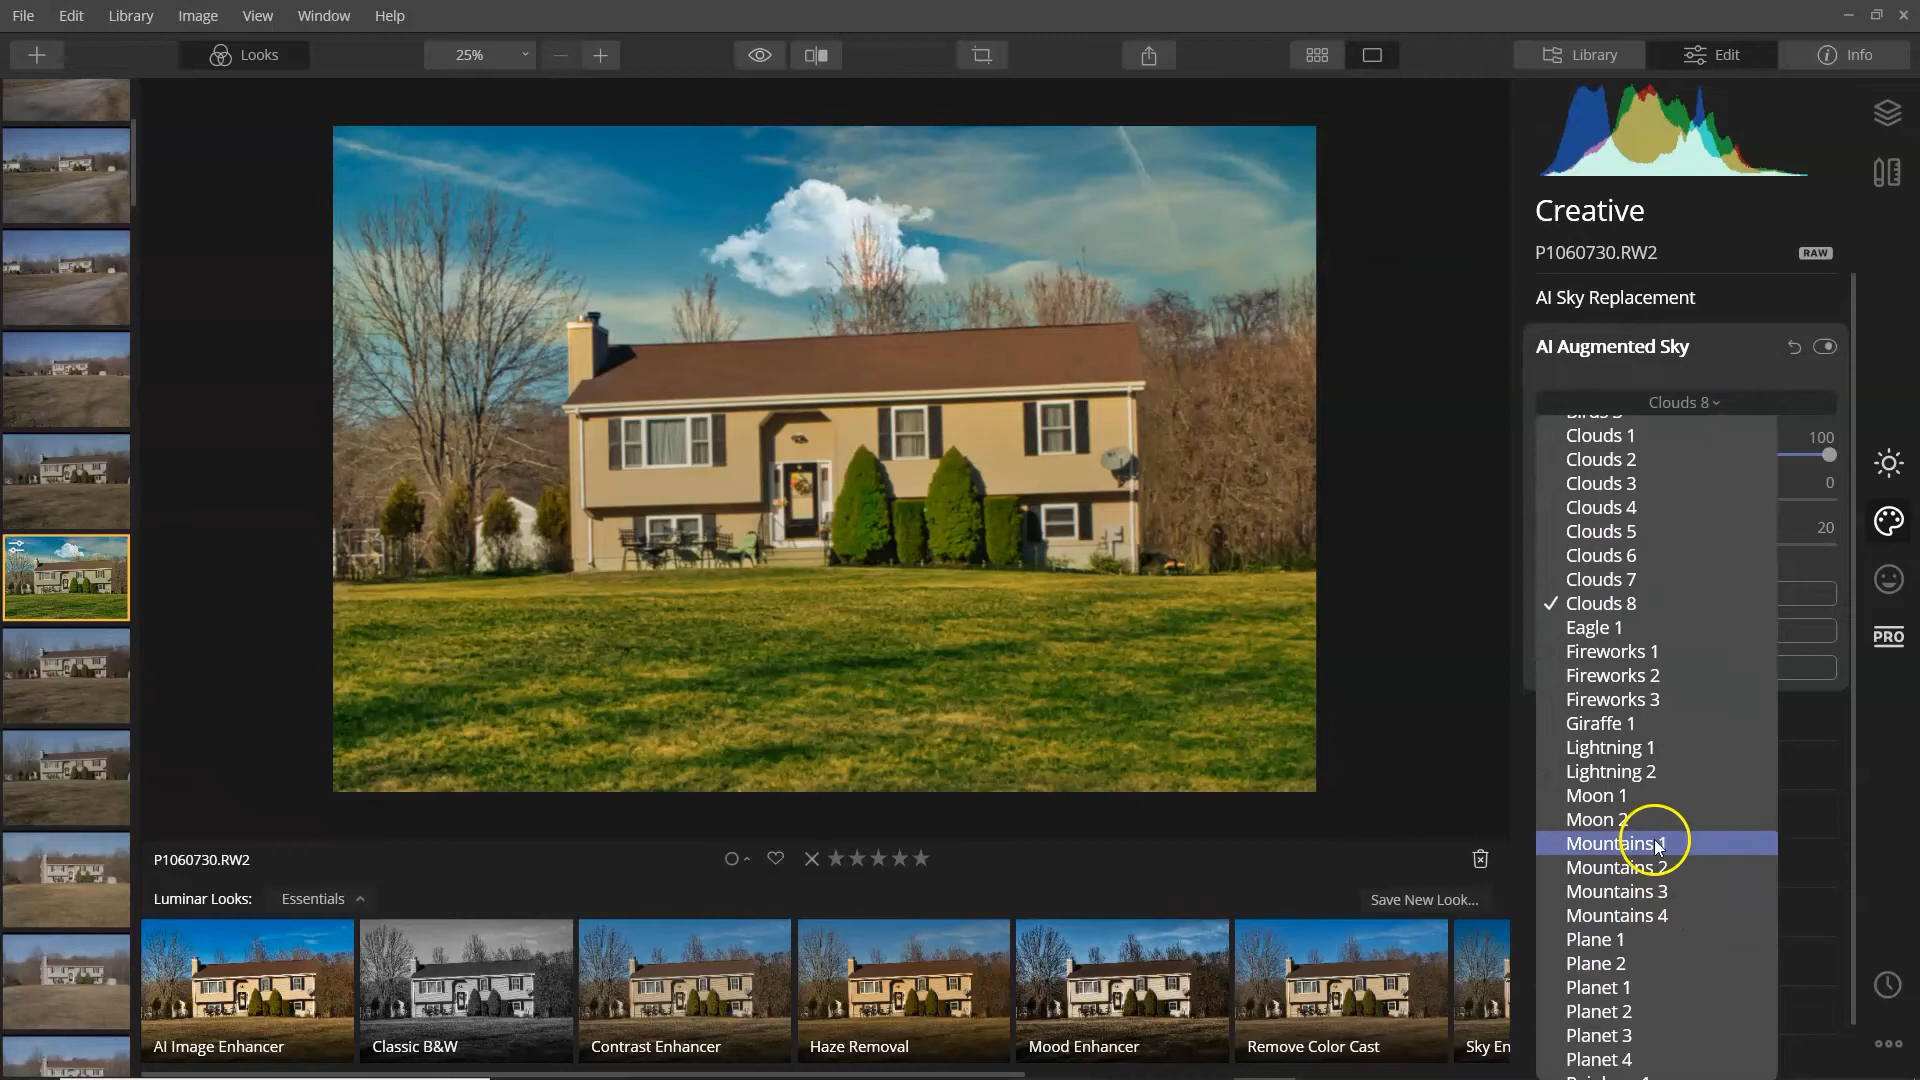 File Edit Library Image View Window Help
Looks 25% Library Edit Info
Creative
P1060730.RW2 RAW
AI Sky Replacement
AI Augmented Sky
Clouds 8
Clouds 1 100
Clouds 2
Clouds 3 0
Clouds 4
Clouds 5 20
Clouds 6
Clouds 7
Clouds 8
Eagle 1
PRO
Fireworks 1
Fireworks 2
Fireworks 3
Giraffe 1
Lightning 1
Lightning 2
Moon 1
Moon 2
Mountains 1
Mountains 2
Mountains 3
Mountains 4
Plane 1
Plane 2
Planet 1
Planet 2
Planet 3
Planet 4
P1060730.RW2
Luminar Looks: Essentials Save New Look...
AI Image Enhancer Classic B&W Contrast Enhancer Haze Removal Mood Enhancer Remove Color Cast Sky En